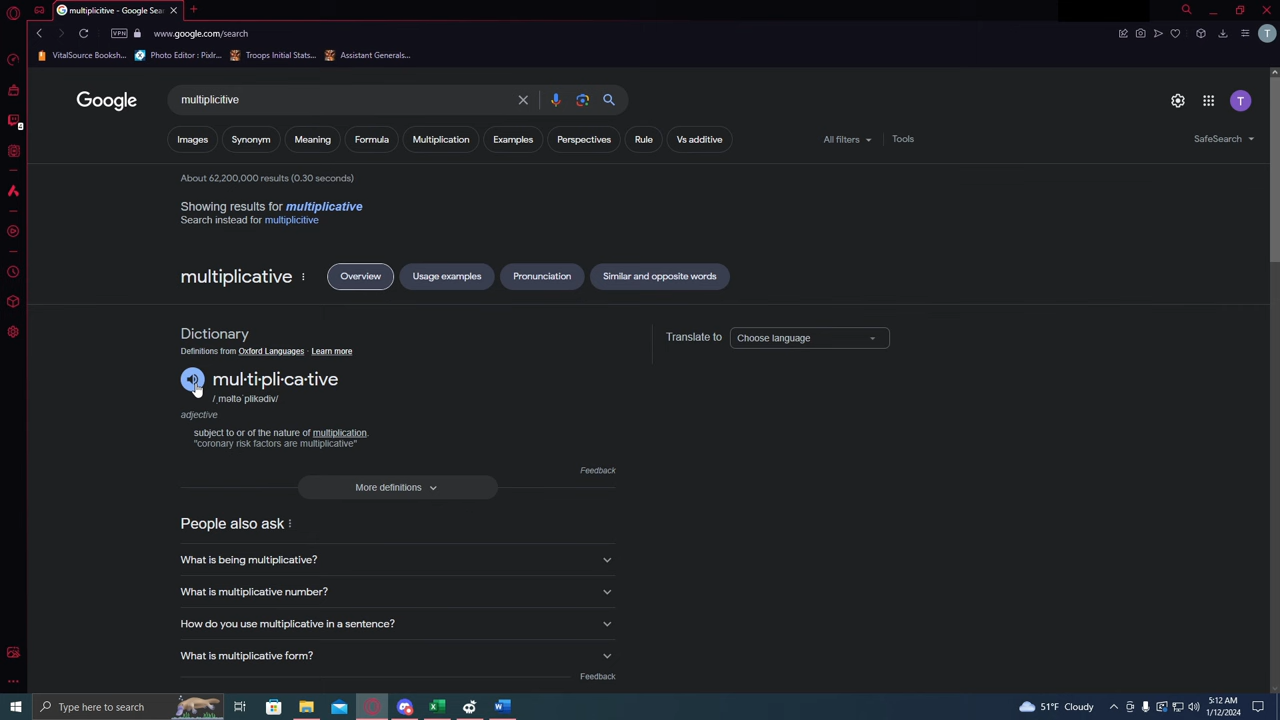 multiplicitive - Google Sear
VPN
www.google.com/search
T
VitalSource Booksh...
Photo Editor : Pixlr...
Troops Initial Stats...
Assistant Generals...
Google
multiplicitive
T
Images
Synonym
Meaning
Formula
Multiplication
Examples
Perspectives
Rule
Vs additive
All filters
Tools
SafeSearch
About 62,200,000 results (0.30 seconds)
Showing results for multiplicative
Search instead for multiplicitive
multiplicative
Overview
Usage examples
Pronunciation
Similar and opposite words
Dictionary
Definitions from Oxford Languages · Learn more
Translate to
Choose language
mul·ti·pli·ca·tive
/ˌməltəˈplikədiv/
adjective
subject to or of the nature of multiplication.
"coronary risk factors are multiplicative"
Feedback
More definitions
People also ask
What is being multiplicative?
What is multiplicative number?
How do you use multiplicative in a sentence?
What is multiplicative form?
Feedback
Type here to search
68°F Cloudy
5:12 AM
1/12/2024